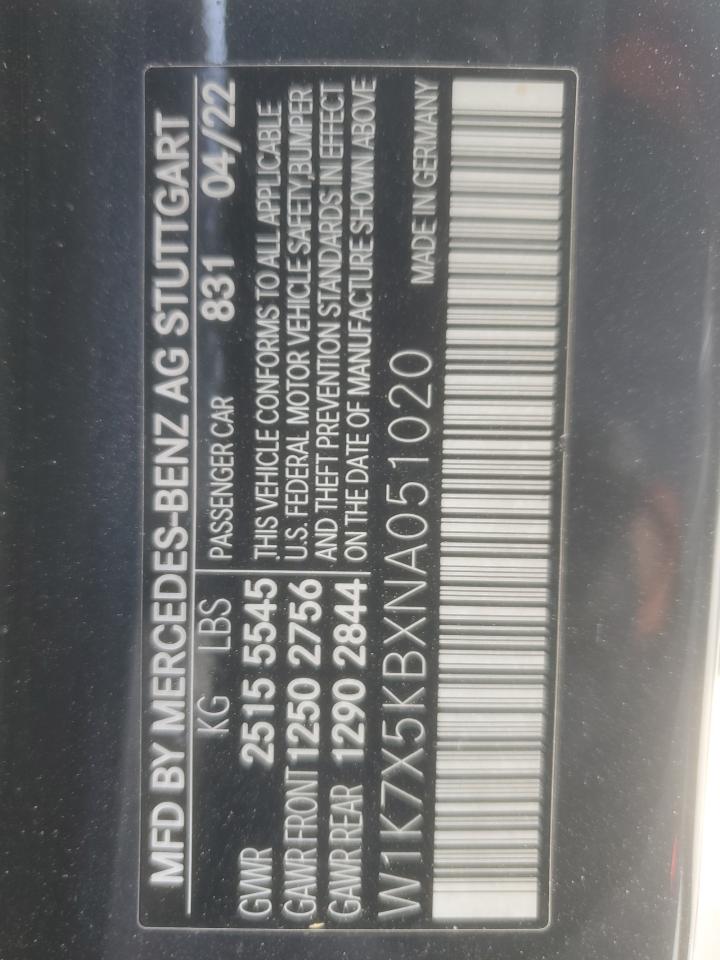 MFD BY MERCEDES-BENZ AG STUTTGART
KG LBS PASSENGER CAR 831 04/22
GVWR 2515 5545 THIS VEHICLE CONFORMS TO ALL APPLICABLE
GAWR FRONT 1250 2756 U.S. FEDERAL MOTOR VEHICLE SAFETY,BUMPER
GAWR REAR 1290 2844 AND THEFT PREVENTION STANDARDS IN EFFECT
ON THE DATE OF MANUFACTURE SHOWN ABOVE
W1K7X5KBXNA051020 MADE IN GERMANY